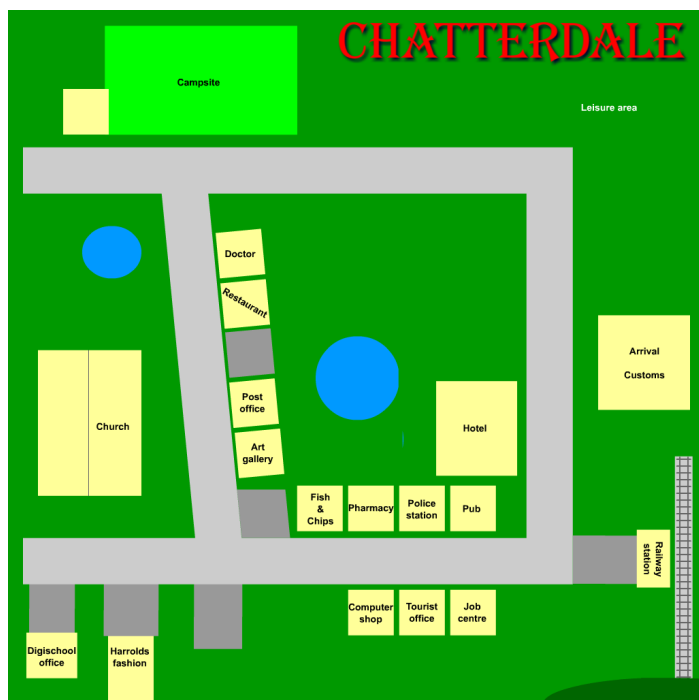 CHATTERDALE
Campsite
Leisure area
Doctor
Restaurant
Arrival
Customs
Post
office
Church
Hotel
Art
gallery
Fish
&
Chips
Pharmacy
Police
station
Pub
Railway
station
Computer
shop
Tourist
office
Job
centre
Digischool
office
Harrolds
fashion